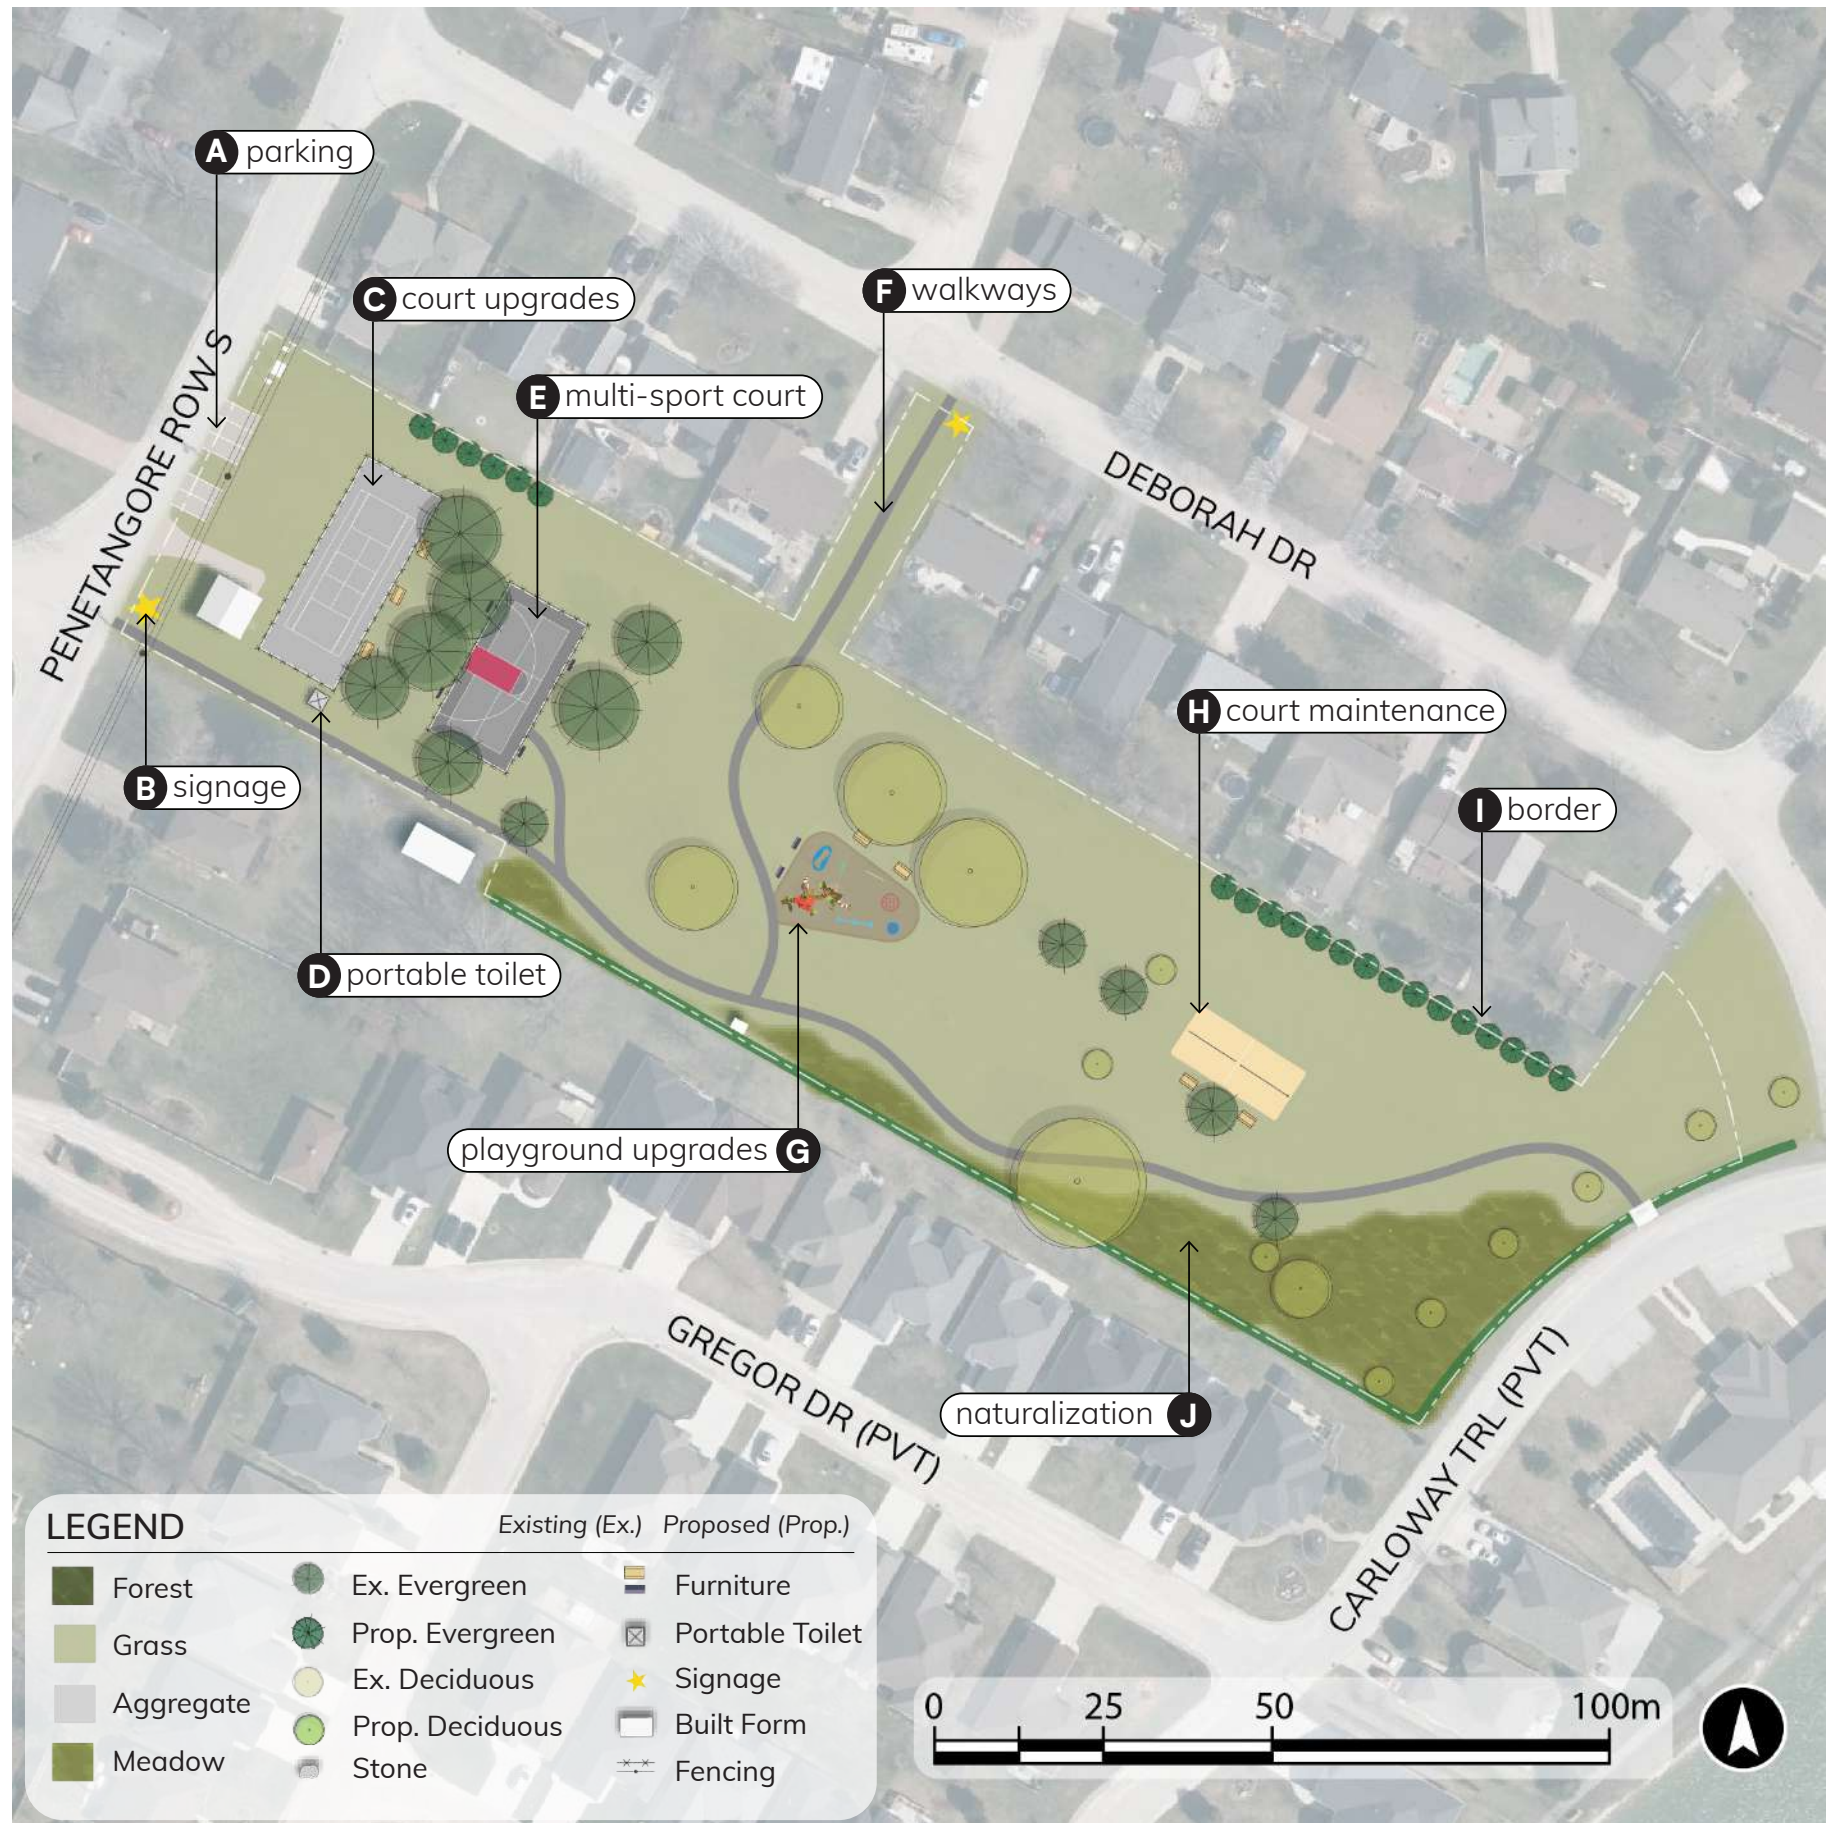 A parking
C court upgrades
F walkways
E multi-sport court
PENETANGORE ROW S
DEBORAH DR
H court maintenance
B signage
I border
D portable toilet
playground upgrades G
naturalization J
GREGOR DR (PVT)
CARLOWAY TRL (PVT)
LEGEND
Existing (Ex.) Proposed (Prop.)
Forest
Grass
Aggregate
Meadow
Ex. Evergreen
Prop. Evergreen
Ex. Deciduous
Prop. Deciduous
Stone
Furniture
Portable Toilet
Signage
Built Form
Fencing
0 25 50 100m